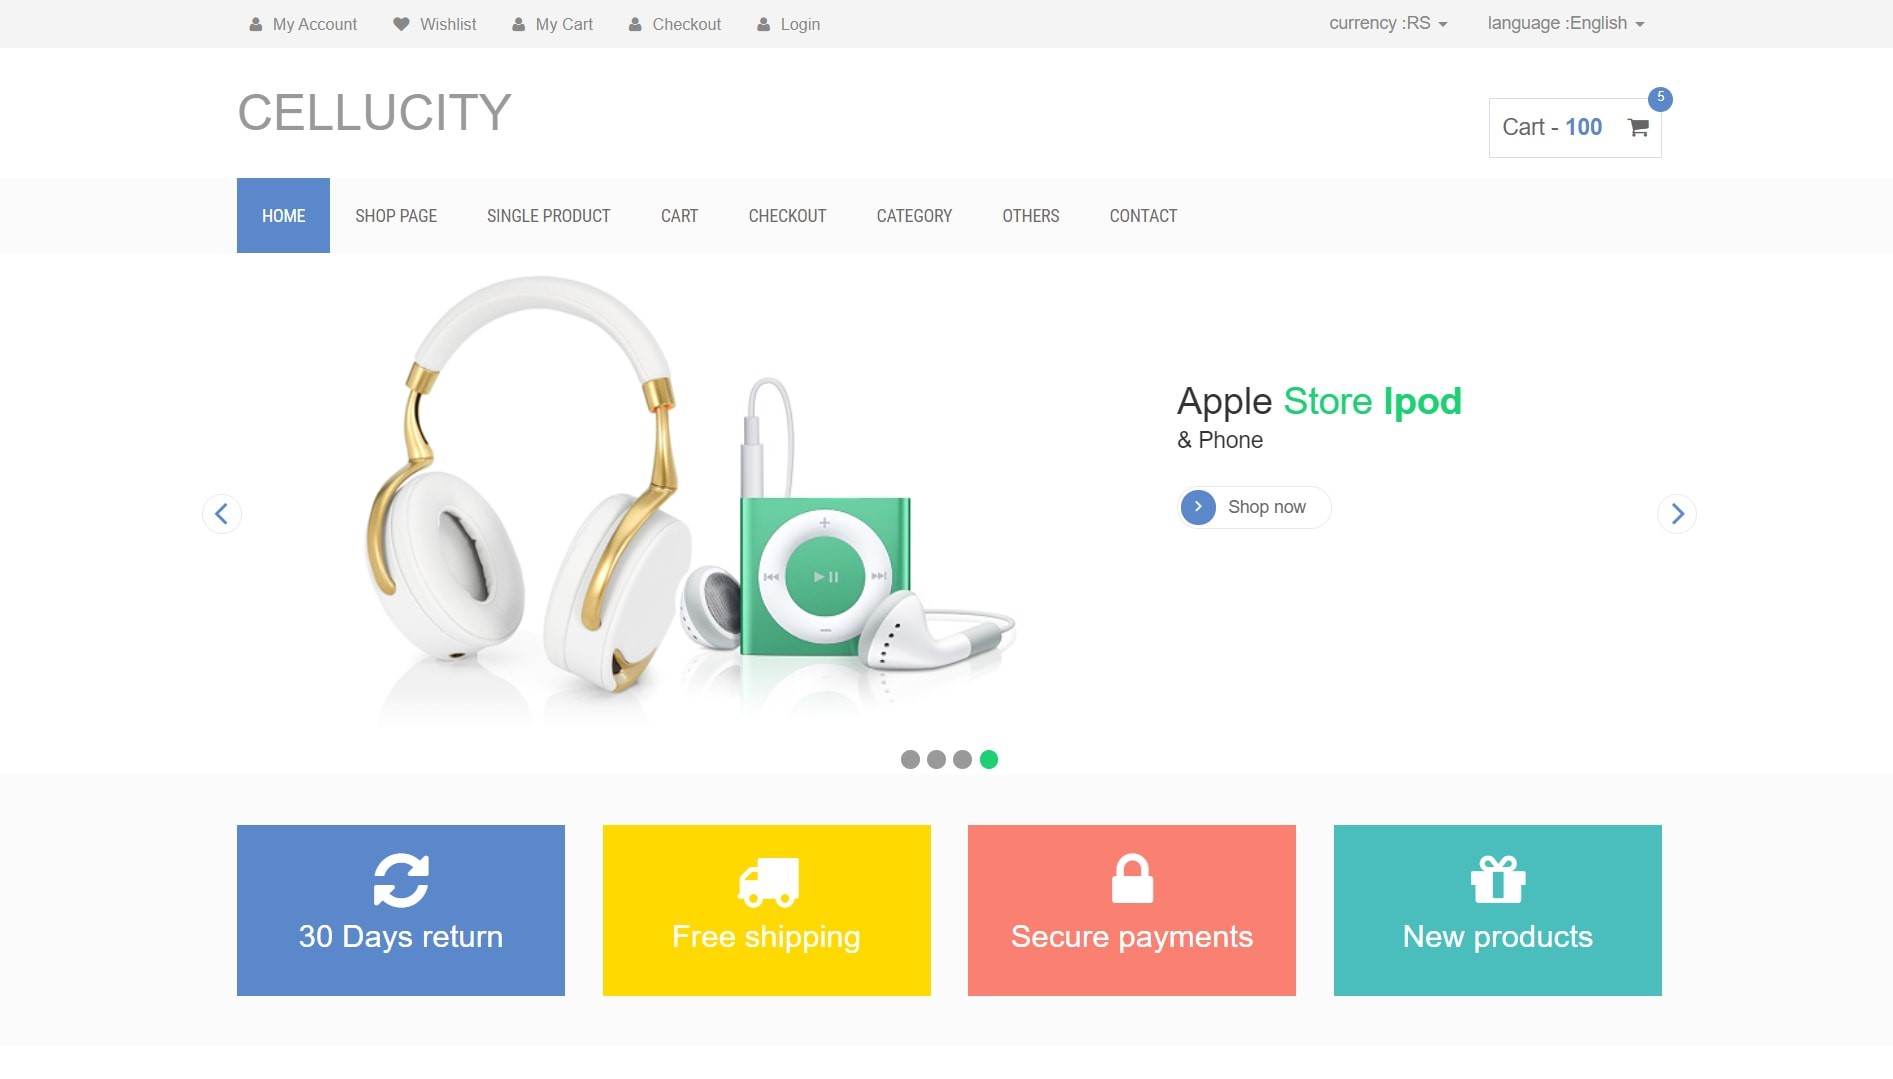 My Account Wishlist My Cart Checkout Login currency :RS language :English
CELLUCITY
5
Cart - 100
HOME SHOP PAGE SINGLE PRODUCT CART CHECKOUT CATEGORY OTHERS CONTACT
Apple Store Ipod
& Phone
Shop now
30 Days return Free shipping Secure payments New products